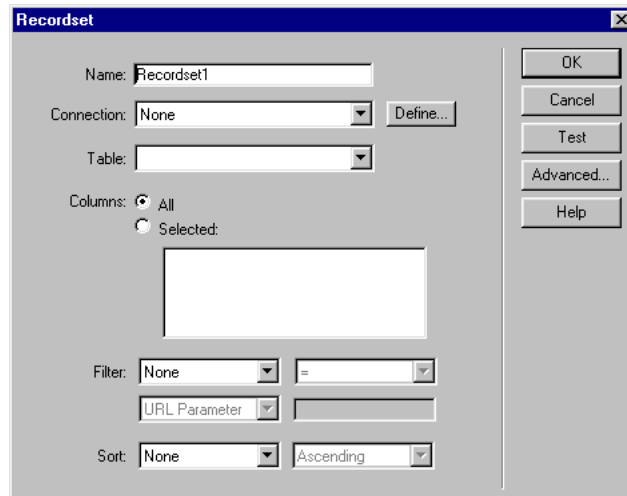 Recordset
Name: Recordset1
Connection: None Define...
Table:
Columns: All
Selected:
Filter: None =
URL Parameter
Sort: None Ascending
OK
Cancel
Test
Advanced...
Help